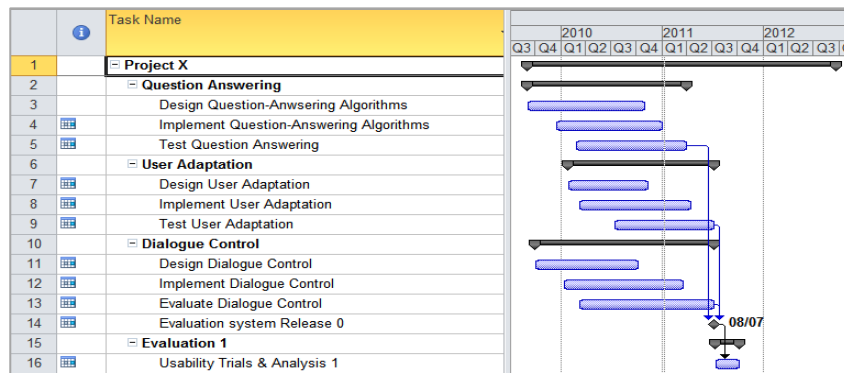 Task Name
2010 2011 2012
Q3 Q4 Q1 Q2 Q3 Q4 Q1 Q2 Q3 Q4 Q1 Q2 Q3
1 Project X
2 Question Answering
3 Design Question-Anwsering Algorithms
4 Implement Question-Answering Algorithms
5 Test Question Answering
6 User Adaptation
7 Design User Adaptation
8 Implement User Adaptation
9 Test User Adaptation
10 Dialogue Control
11 Design Dialogue Control
12 Implement Dialogue Control
13 Evaluate Dialogue Control
14 Evaluation system Release 0 08/07
15 Evaluation 1
16 Usability Trials & Analysis 1